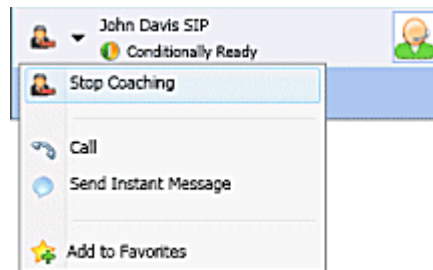 John Davis SIP
Conditionally Ready
Stop Coaching
Call
Send Instant Message
Add to Favorites